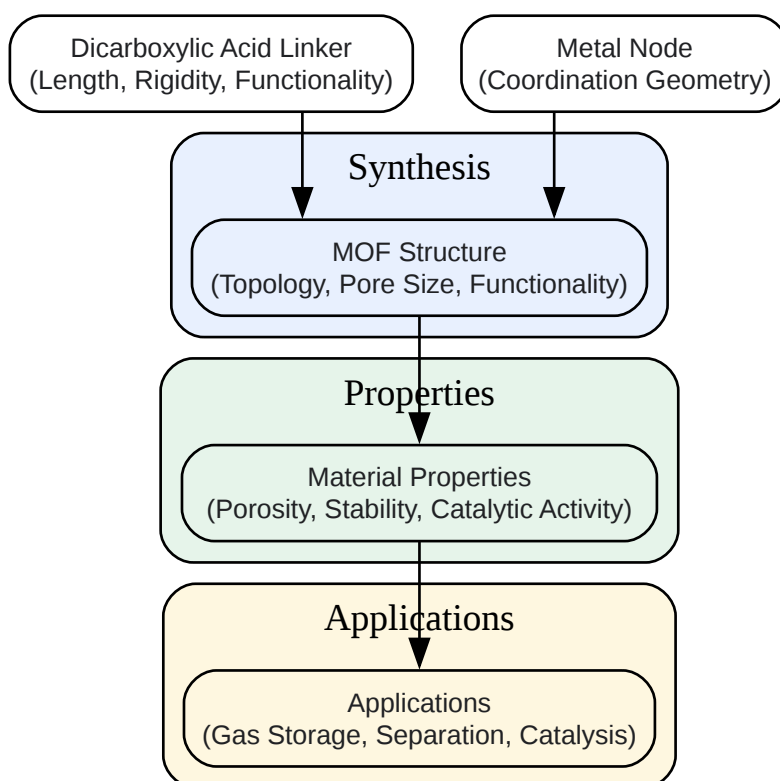 Dicarboxylic Acid Linker
(Length, Rigidity, Functionality)
Metal Node
(Coordination Geometry)
Synthesis
MOF Structure
(Topology, Pore Size, Functionality)
Properties
Material Properties
(Porosity, Stability, Catalytic Activity)
Applications
Applications
(Gas Storage, Separation, Catalysis)